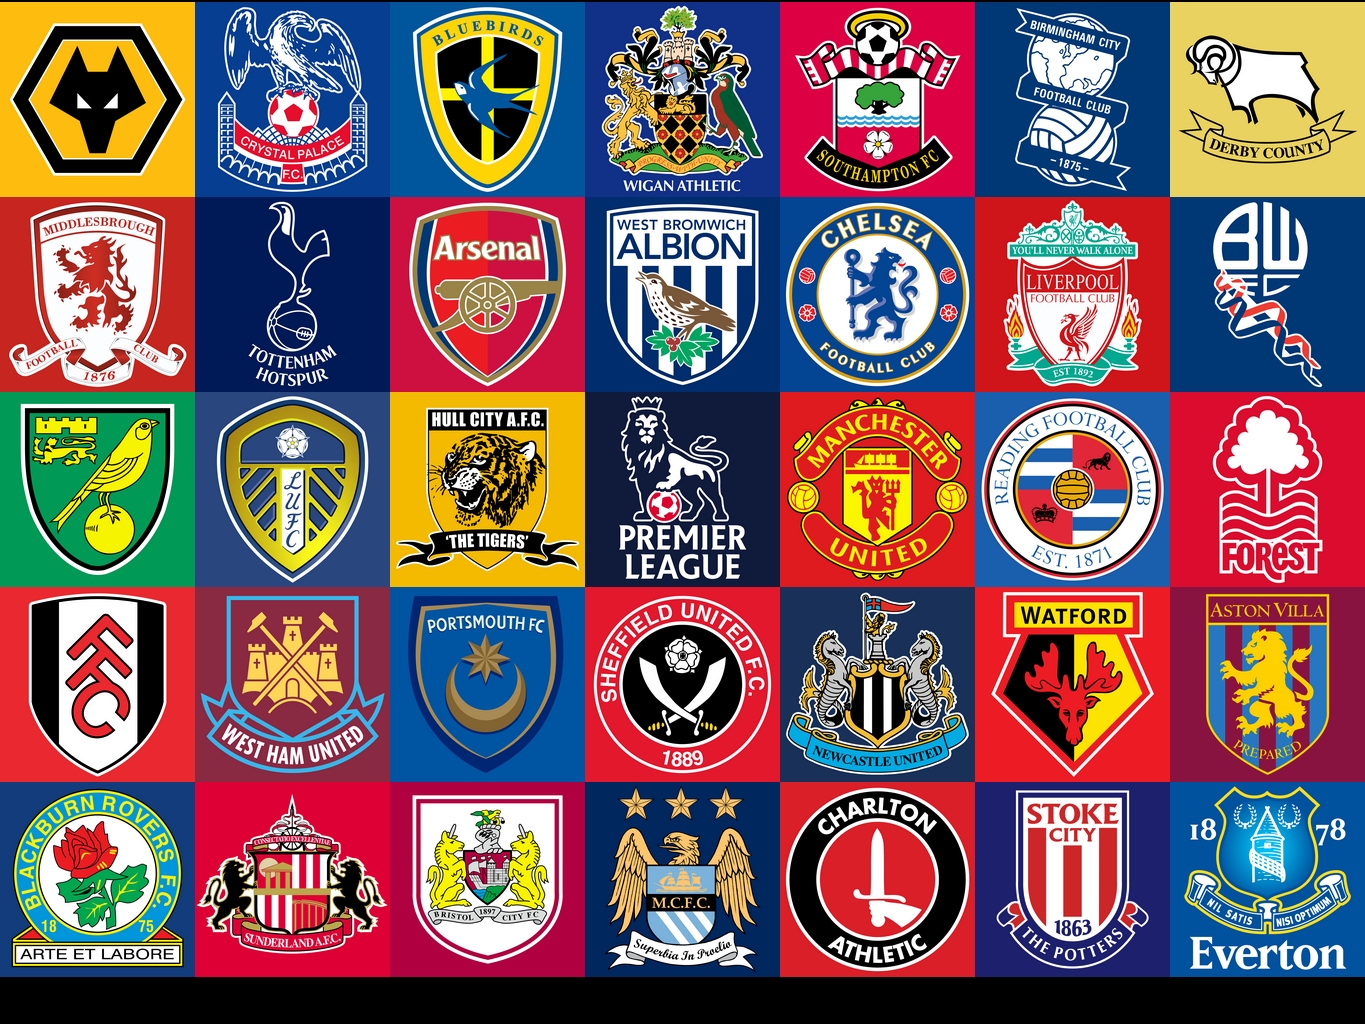 CRYSTAL PALACE
F.C.
BLUEBIRDS
WIGAN ATHLETIC
SOUTHAMPTON FC
BIRMINGHAM CITY
FOOTBALL CLUB
-1875-
DERBY COUNTY
MIDDLESBROUGH
FOOTBALL CLUB
1876
TOTTENHAM
HOTSPUR
Arsenal
WEST BROMWICH
ALBION
CHELSEA
FOOTBALL CLUB
YOU'LL NEVER WALK ALONE
LIVERPOOL
FOOTBALL CLUB
EST 1892
BW
FC
LUFC
HULL CITY A.F.C.
'THE TIGERS'
PREMIER
LEAGUE
MANCHESTER
UNITED
READING FOOTBALL CLUB
EST. 1871
FOREST
FFC
WEST HAM UNITED
PORTSMOUTH FC
SHEFFIELD UNITED F.C.
1889
NEWCASTLE UNITED
WATFORD
ASTON VILLA
PREPARED
BLACKBURN ROVERS F.C.
18 75
ARTE ET LABORE
CONSECTATIO EXCELLENTIAE
SUNDERLAND A.F.C.
BRISTOL 1897 CITY FC
M.C.F.C.
Superbia In Proelio
CHARLTON
ATHLETIC
STOKE
CITY
1863
THE POTTERS
18 78
NIL SATIS NISI OPTIMUM
Everton